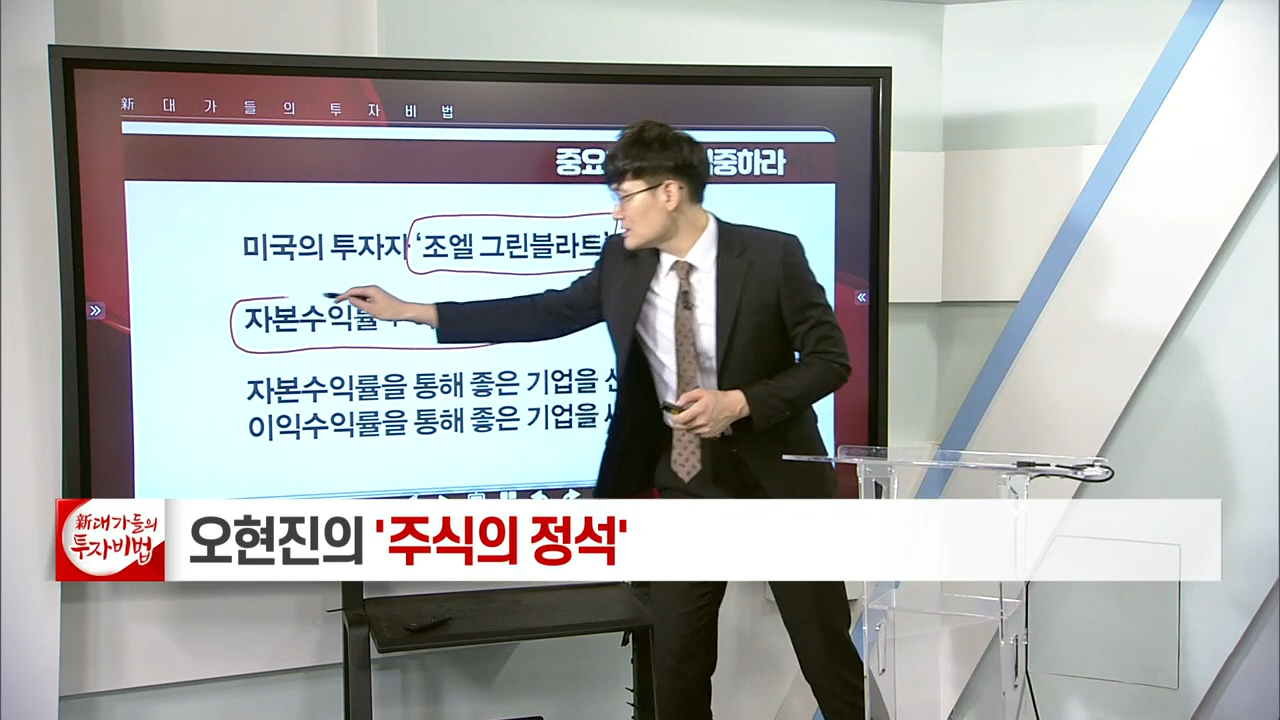 新 대 가 들 의 투 자 비 법
중요 중하라
미국의 투자자 '조엘 그린블라트'
자본수익률
자본수익률을 통해 좋은 기업을
이익수익률을 통해 좋은 기업을
新대가들의
투자비법
오현진의 '주식의 정석'